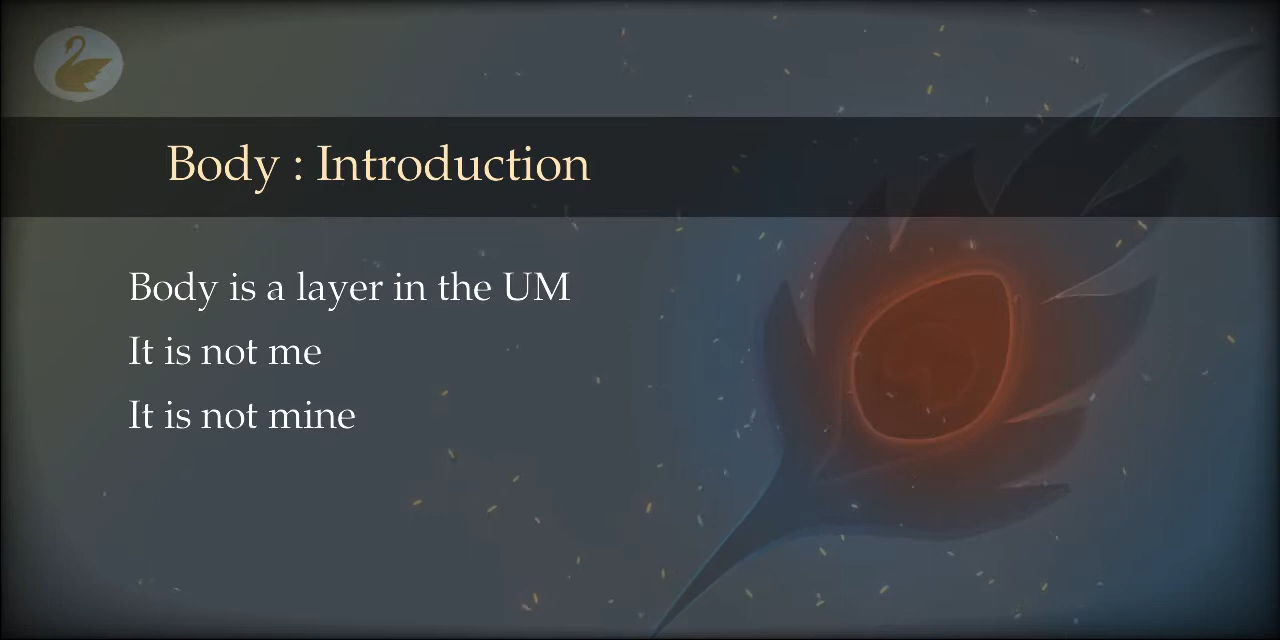 Body : Introduction
Body is a layer in the UM
It is not me
It is not mine